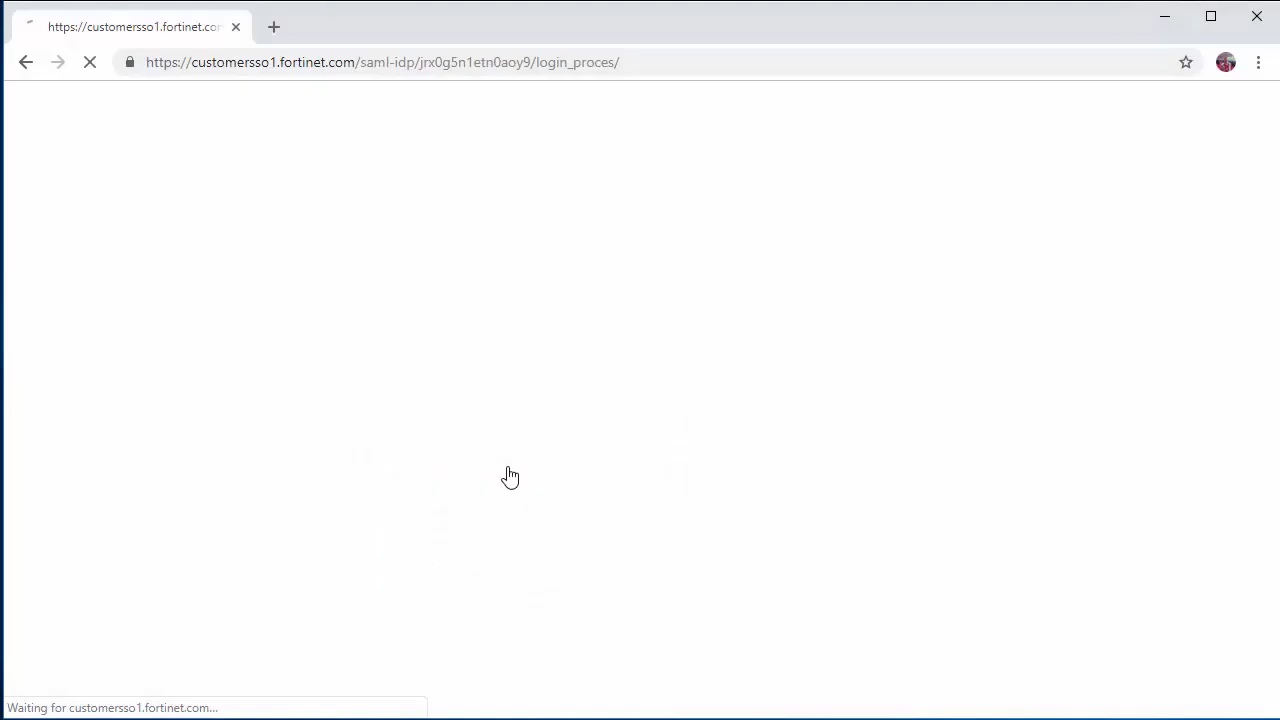 https://customersso1.fortinet.co
https://customersso1.fortinet.com/saml-idp/jrx0g5n1etn0aoy9/login_proces/
Waiting for customersso1.fortinet.com...